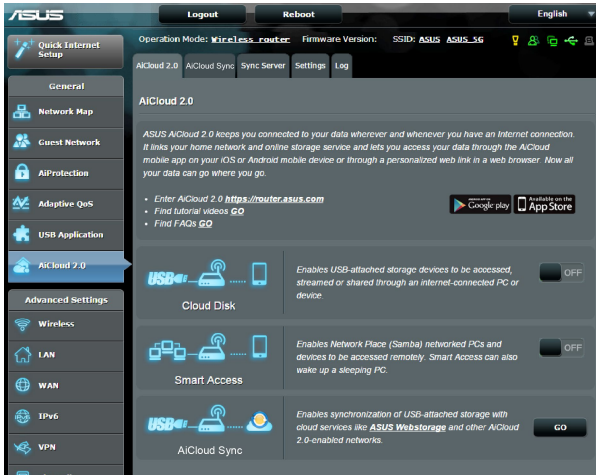 ASUS
Logout
Reboot
English
Quick Internet
Setup
Operation Mode: Wireless router Firmware Version: SSID: ASUS ASUS_5G
AiCloud 2.0
AiCloud Sync
Sync Server
Settings
Log
General
Network Map
Guest Network
AiProtection
Adaptive QoS
USB Application
AiCloud 2.0
Advanced Settings
Wireless
LAN
WAN
IPv6
VPN
AiCloud 2.0
ASUS AiCloud 2.0 keeps you connected to your data wherever and whenever you have an Internet connection.
It links your home network and online storage service and lets you access your data through the AiCloud
mobile app on your iOS or Android mobile device or through a personalized web link in a web browser. Now all
your data can go where you go.
• Enter AiCloud 2.0 https://router.asus.com
• Find tutorial videos GO
• Find FAQs GO
Google play
Available on the
App Store
USB
Cloud Disk
Enables USB-attached storage devices to be accessed,
streamed or shared through an internet-connected PC or
device
OFF
Smart Access
Enables Network Place (Samba) networked PCs and
devices to be accessed remotely. Smart Access can also
wake up a sleeping PC.
OFF
USB
AiCloud Sync
Enables synchronization of USB-attached storage with
cloud services like ASUS Webstorage and other AiCloud
2.0-enabled networks.
GO